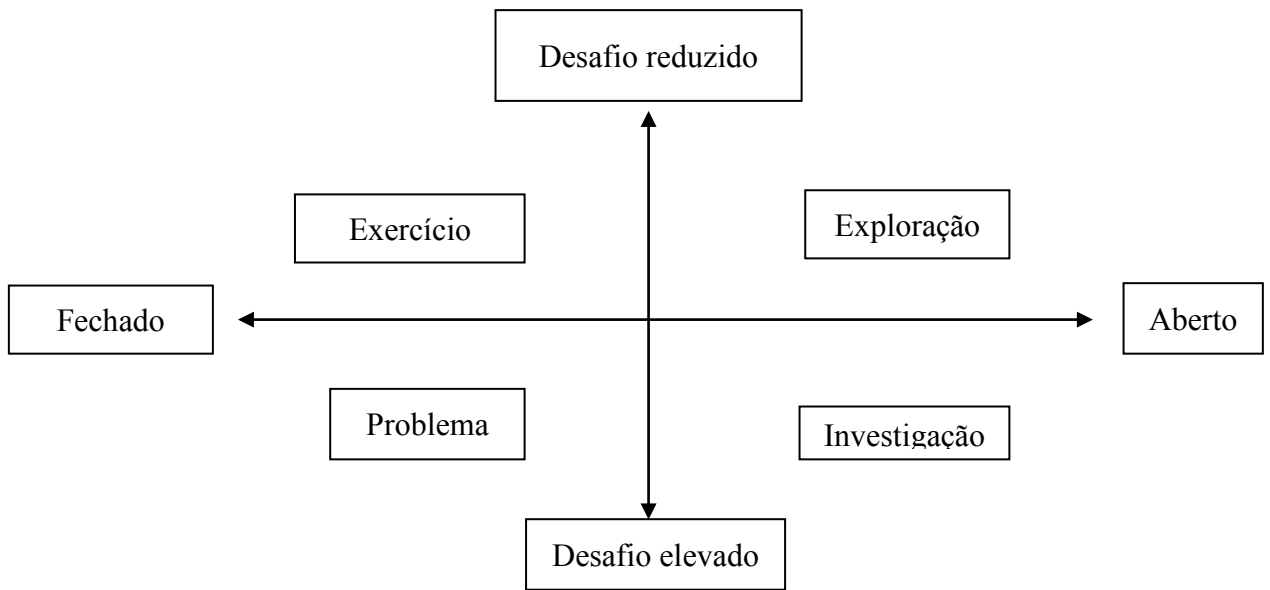 Desafio reduzido
Exercício
Exploração
Fechado
Aberto
Problema
Investigação
Desafio elevado